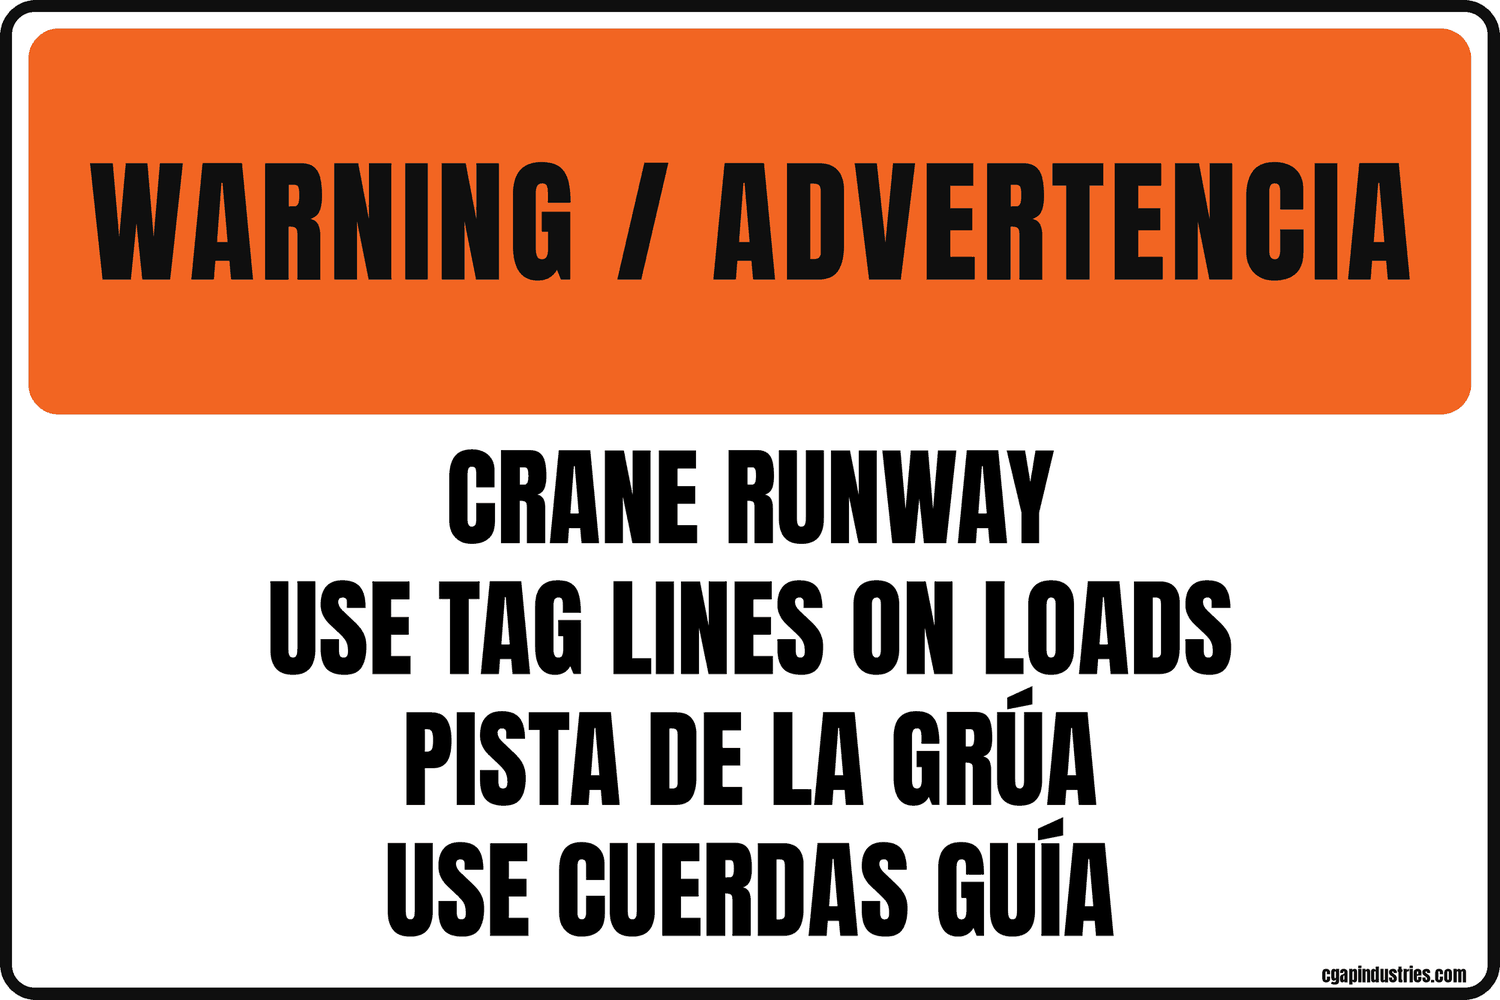 WARNING / ADVERTENCIA
CRANE RUNWAY
USE TAG LINES ON LOADS
PISTA DE LA GRÚA
USE CUERDAS GUÍA
cgapindustries.com